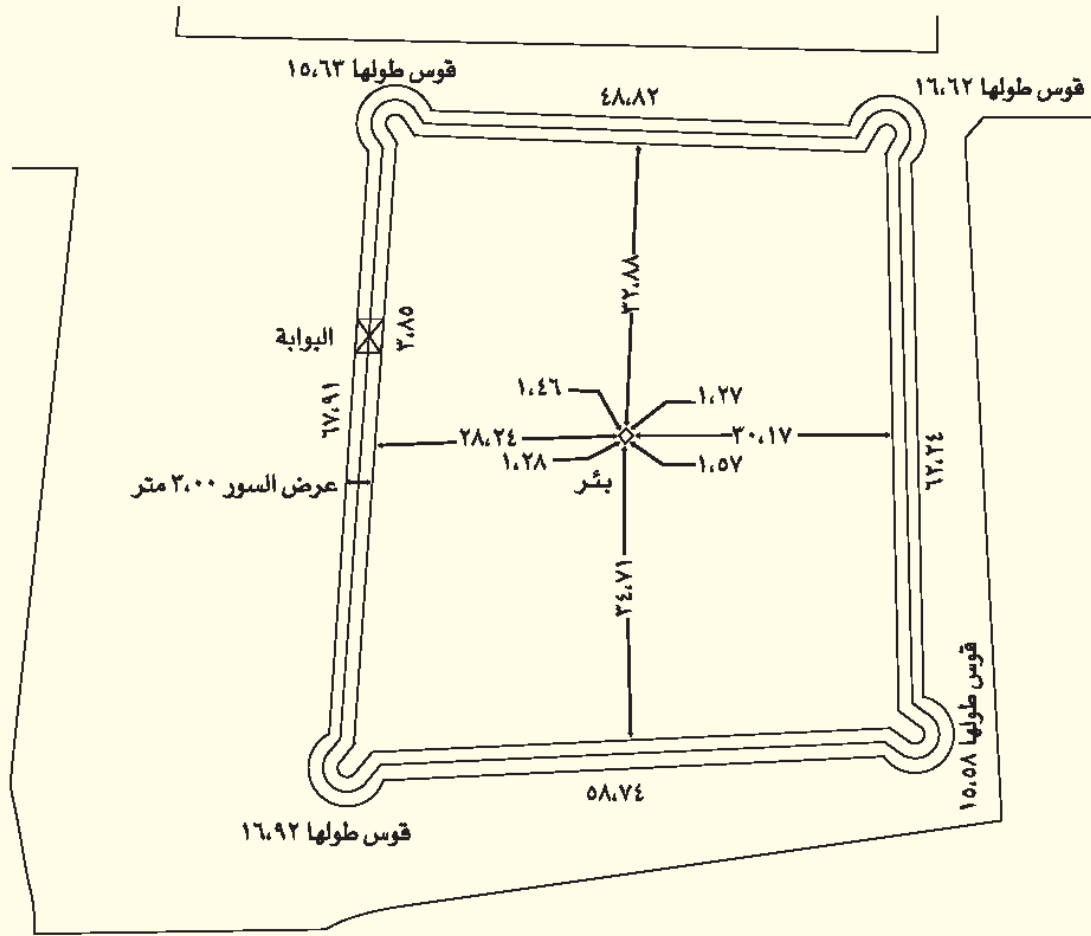 قوس طولها ١٥،٦٣
٤٨،٨٢
قوس طولها ١٦،٦٢
٣٢،٨٨
٣،٨٥
البوابة
١،٤٦
١،٢٧
٦٧،٩١
٢٨،٢٤
٣٠،١٧
١،٢٨
١،٥٧
بئر
٦٢،٢٤
عرض السور ٣،٠٠ متر
٣٤،٧١
قوس طولها ١٥،٥٨
٥٨،٧٤
قوس طولها ١٦،٩٢